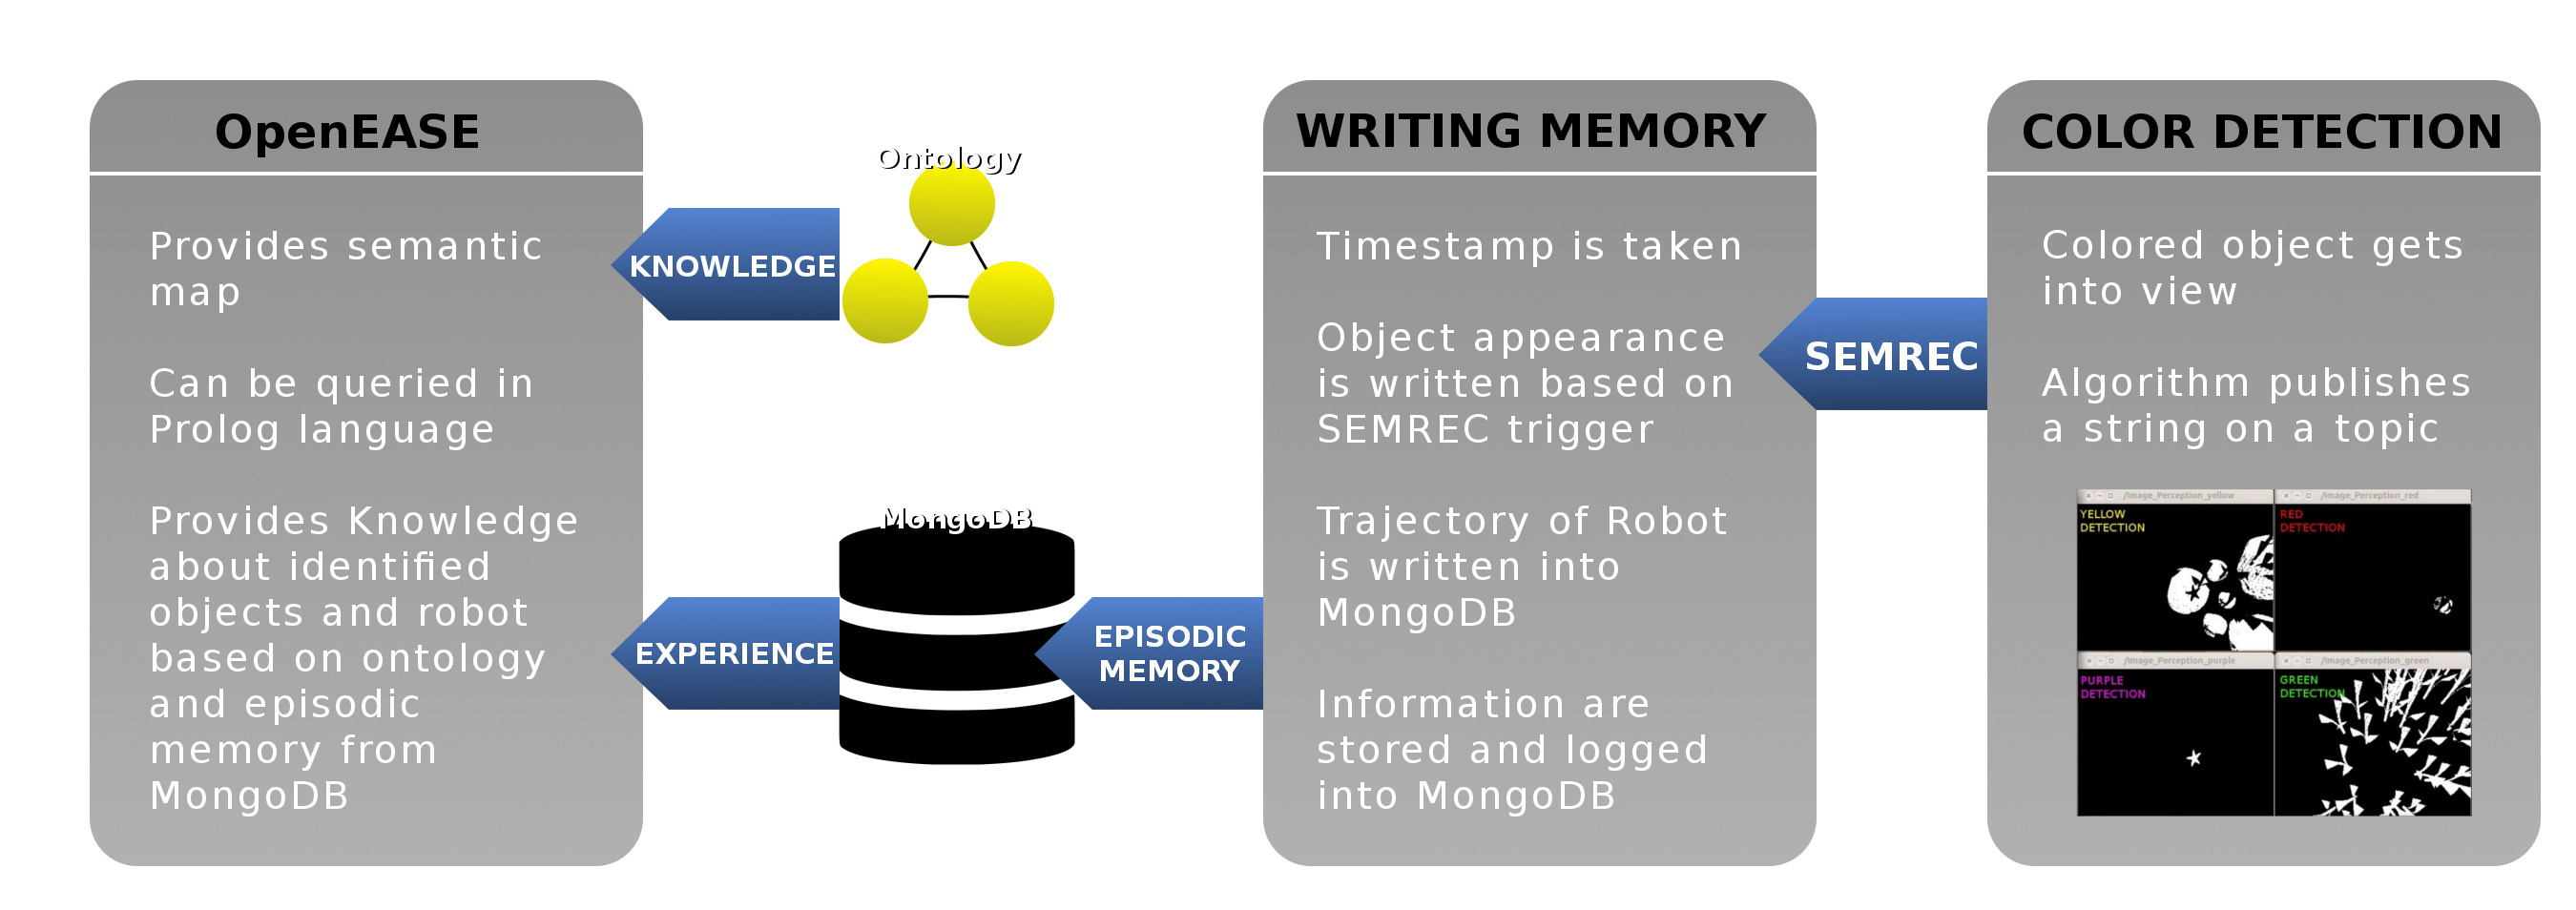 OpenEASE
Provides semantic
map
Can be queried in
Prolog language
Provides Knowledge
about identified
objects and robot
based on ontology
and episodic
memory from
MongoDB
KNOWLEDGE
Ontology
MongoDB
EXPERIENCE
EPISODIC
MEMORY
WRITING MEMORY
Timestamp is taken
Object appearance
is written based on
SEMREC trigger
Trajectory of Robot
is written into
MongoDB
Information are
stored and logged
into MongoDB
SEMREC
COLOR DETECTION
Colored object gets
into view
Algorithm publishes
a string on a topic
/Image_Perception_yellow
YELLOW
DETECTION
/Image_Perception_red
RED
DETECTION
/Image_Perception_purple
PURPLE
DETECTION
/Image_Perception_green
GREEN
DETECTION